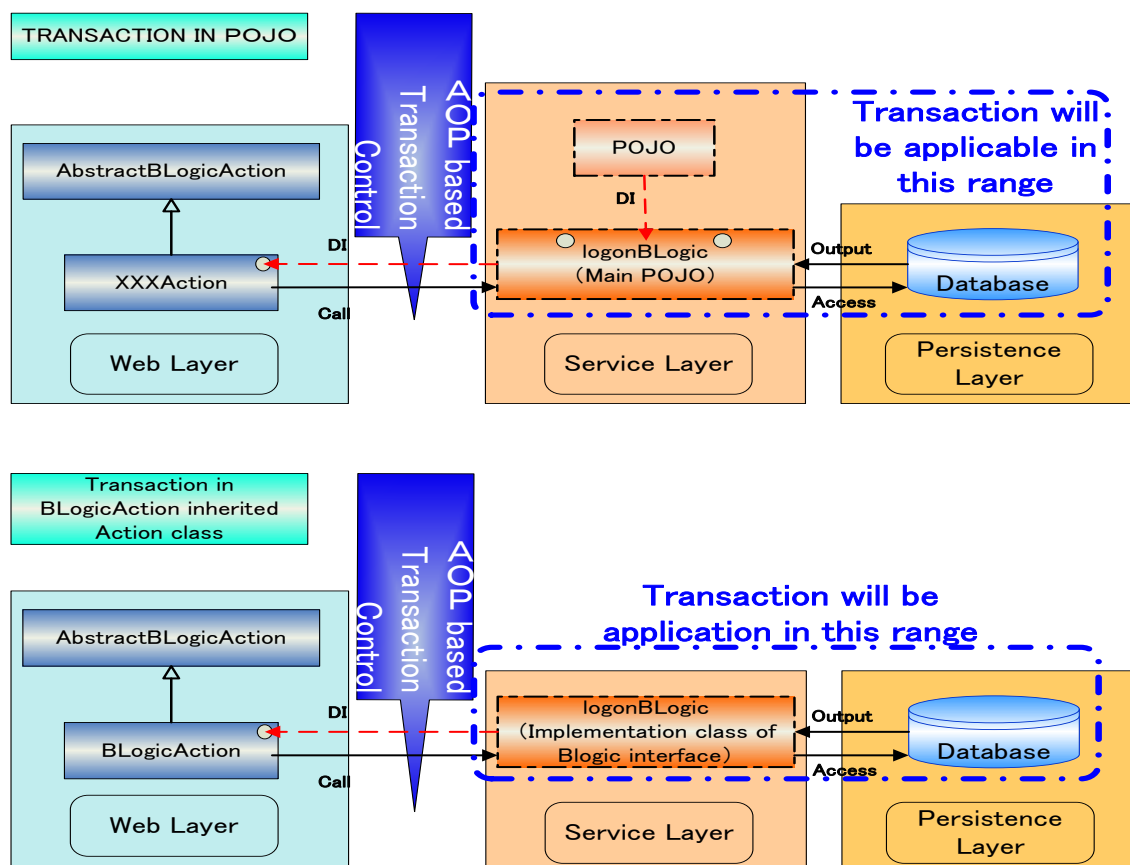 TRANSACTION IN POJO
AOP based
Transaction
Control
Transaction will
be applicable in
this range
AbstractBLogicAction
POJO
DI
DI
XXXAction
Call
logonBLogic
(Main POJO)
Output
Access
Database
Web Layer
Service Layer
Persistence
Layer
Transaction in
BLogicAction inherited
Action class
AOP based
Transaction
Control
Transaction will be
application in this range
AbstractBLogicAction
DI
BLogicAction
Call
logonBLogic
(Implementation class of
Blogic interface)
Output
Access
Database
Web Layer
Service Layer
Persistence
Layer